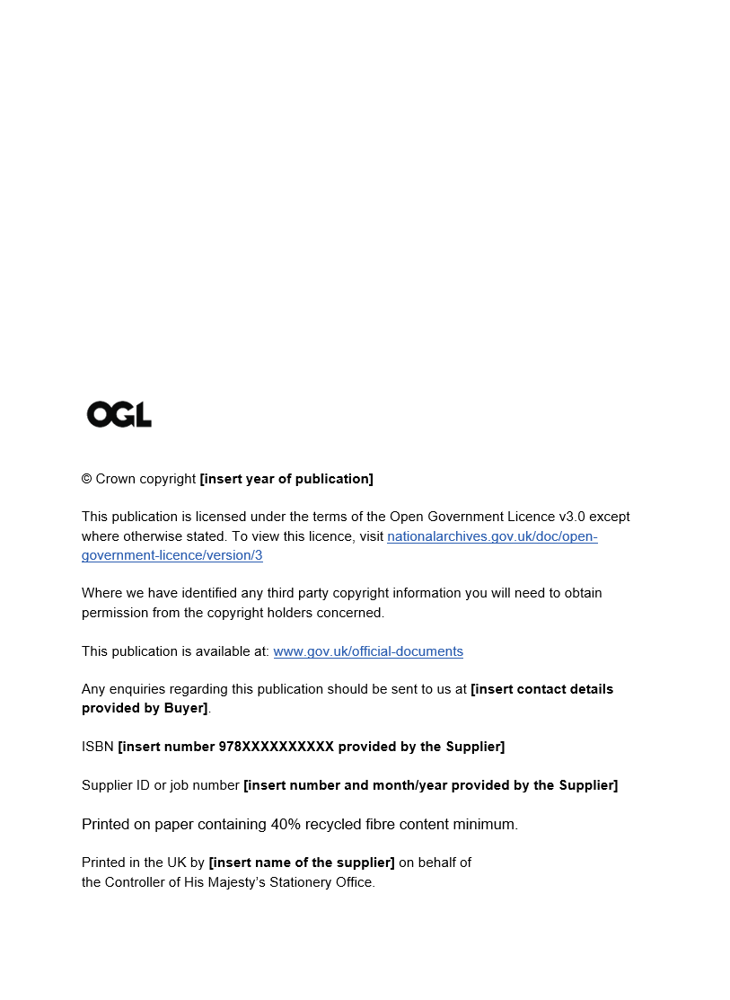 OGL
© Crown copyright [insert year of publication]
This publication is licensed under the terms of the Open Government Licence v3.0 except
where otherwise stated. To view this licence, visit nationalarchives.gov.uk/doc/open-
government-licence/version/3
Where we have identified any third party copyright information you will need to obtain
permission from the copyright holders concerned.
This publication is available at: www.gov.uk/official-documents
Any enquiries regarding this publication should be sent to us at [insert contact details
provided by Buyer].
ISBN [insert number 978XXXXXXXXXX provided by the Supplier]
Supplier ID or job number [insert number and month/year provided by the Supplier]
Printed on paper containing 40% recycled fibre content minimum.
Printed in the UK by [insert name of the supplier] on behalf of
the Controller of His Majesty’s Stationery Office.